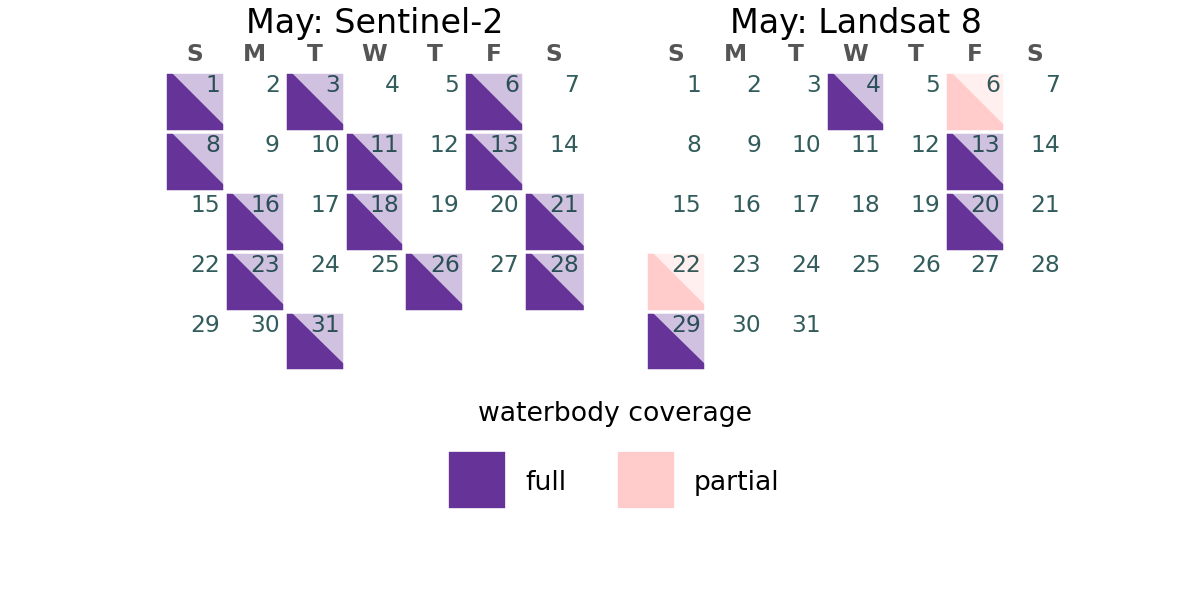 May: Sentinel-2
S M T W T F S
1 2 3 4 5 6 7
8 9 10 11 12 13 14
15 16 17 18 19 20 21
22 23 24 25 26 27 28
29 30 31
May: Landsat 8
S M T W T F S
1 2 3 4 5 6 7
8 9 10 11 12 13 14
15 16 17 18 19 20 21
22 23 24 25 26 27 28
29 30 31
waterbody coverage
full partial